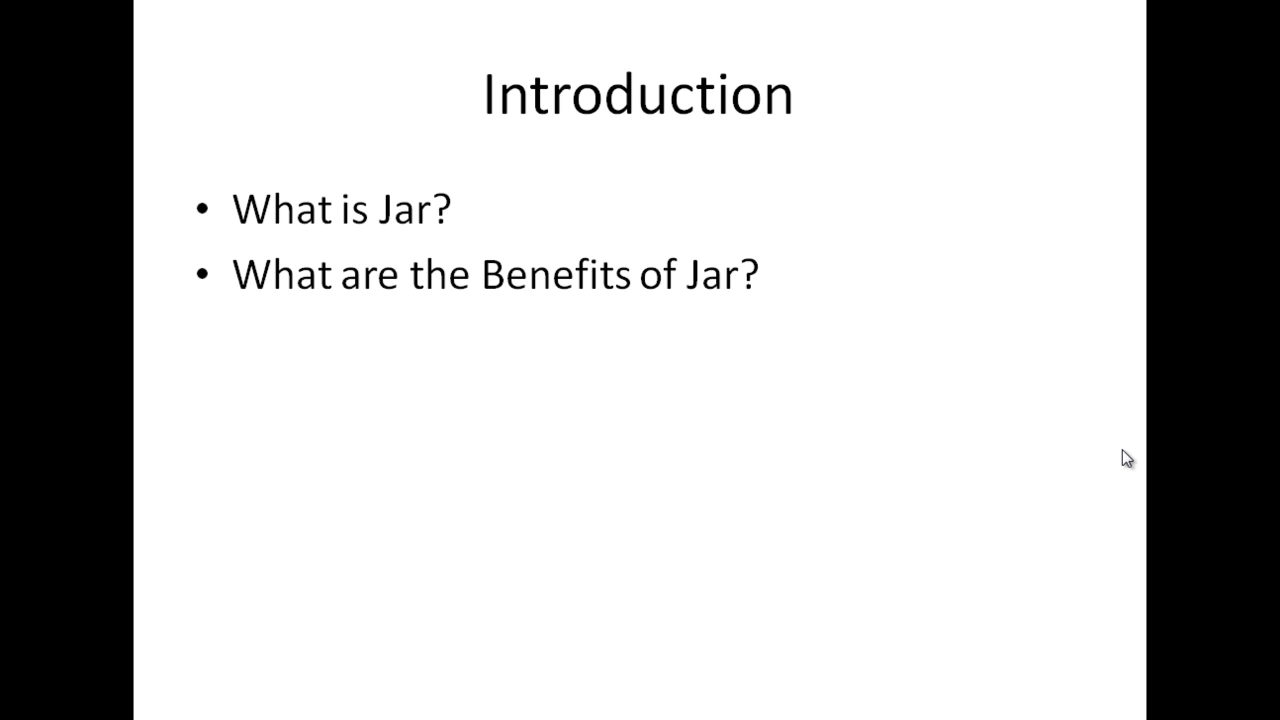 Introduction
• What is Jar?
• What are the Benefits of Jar?